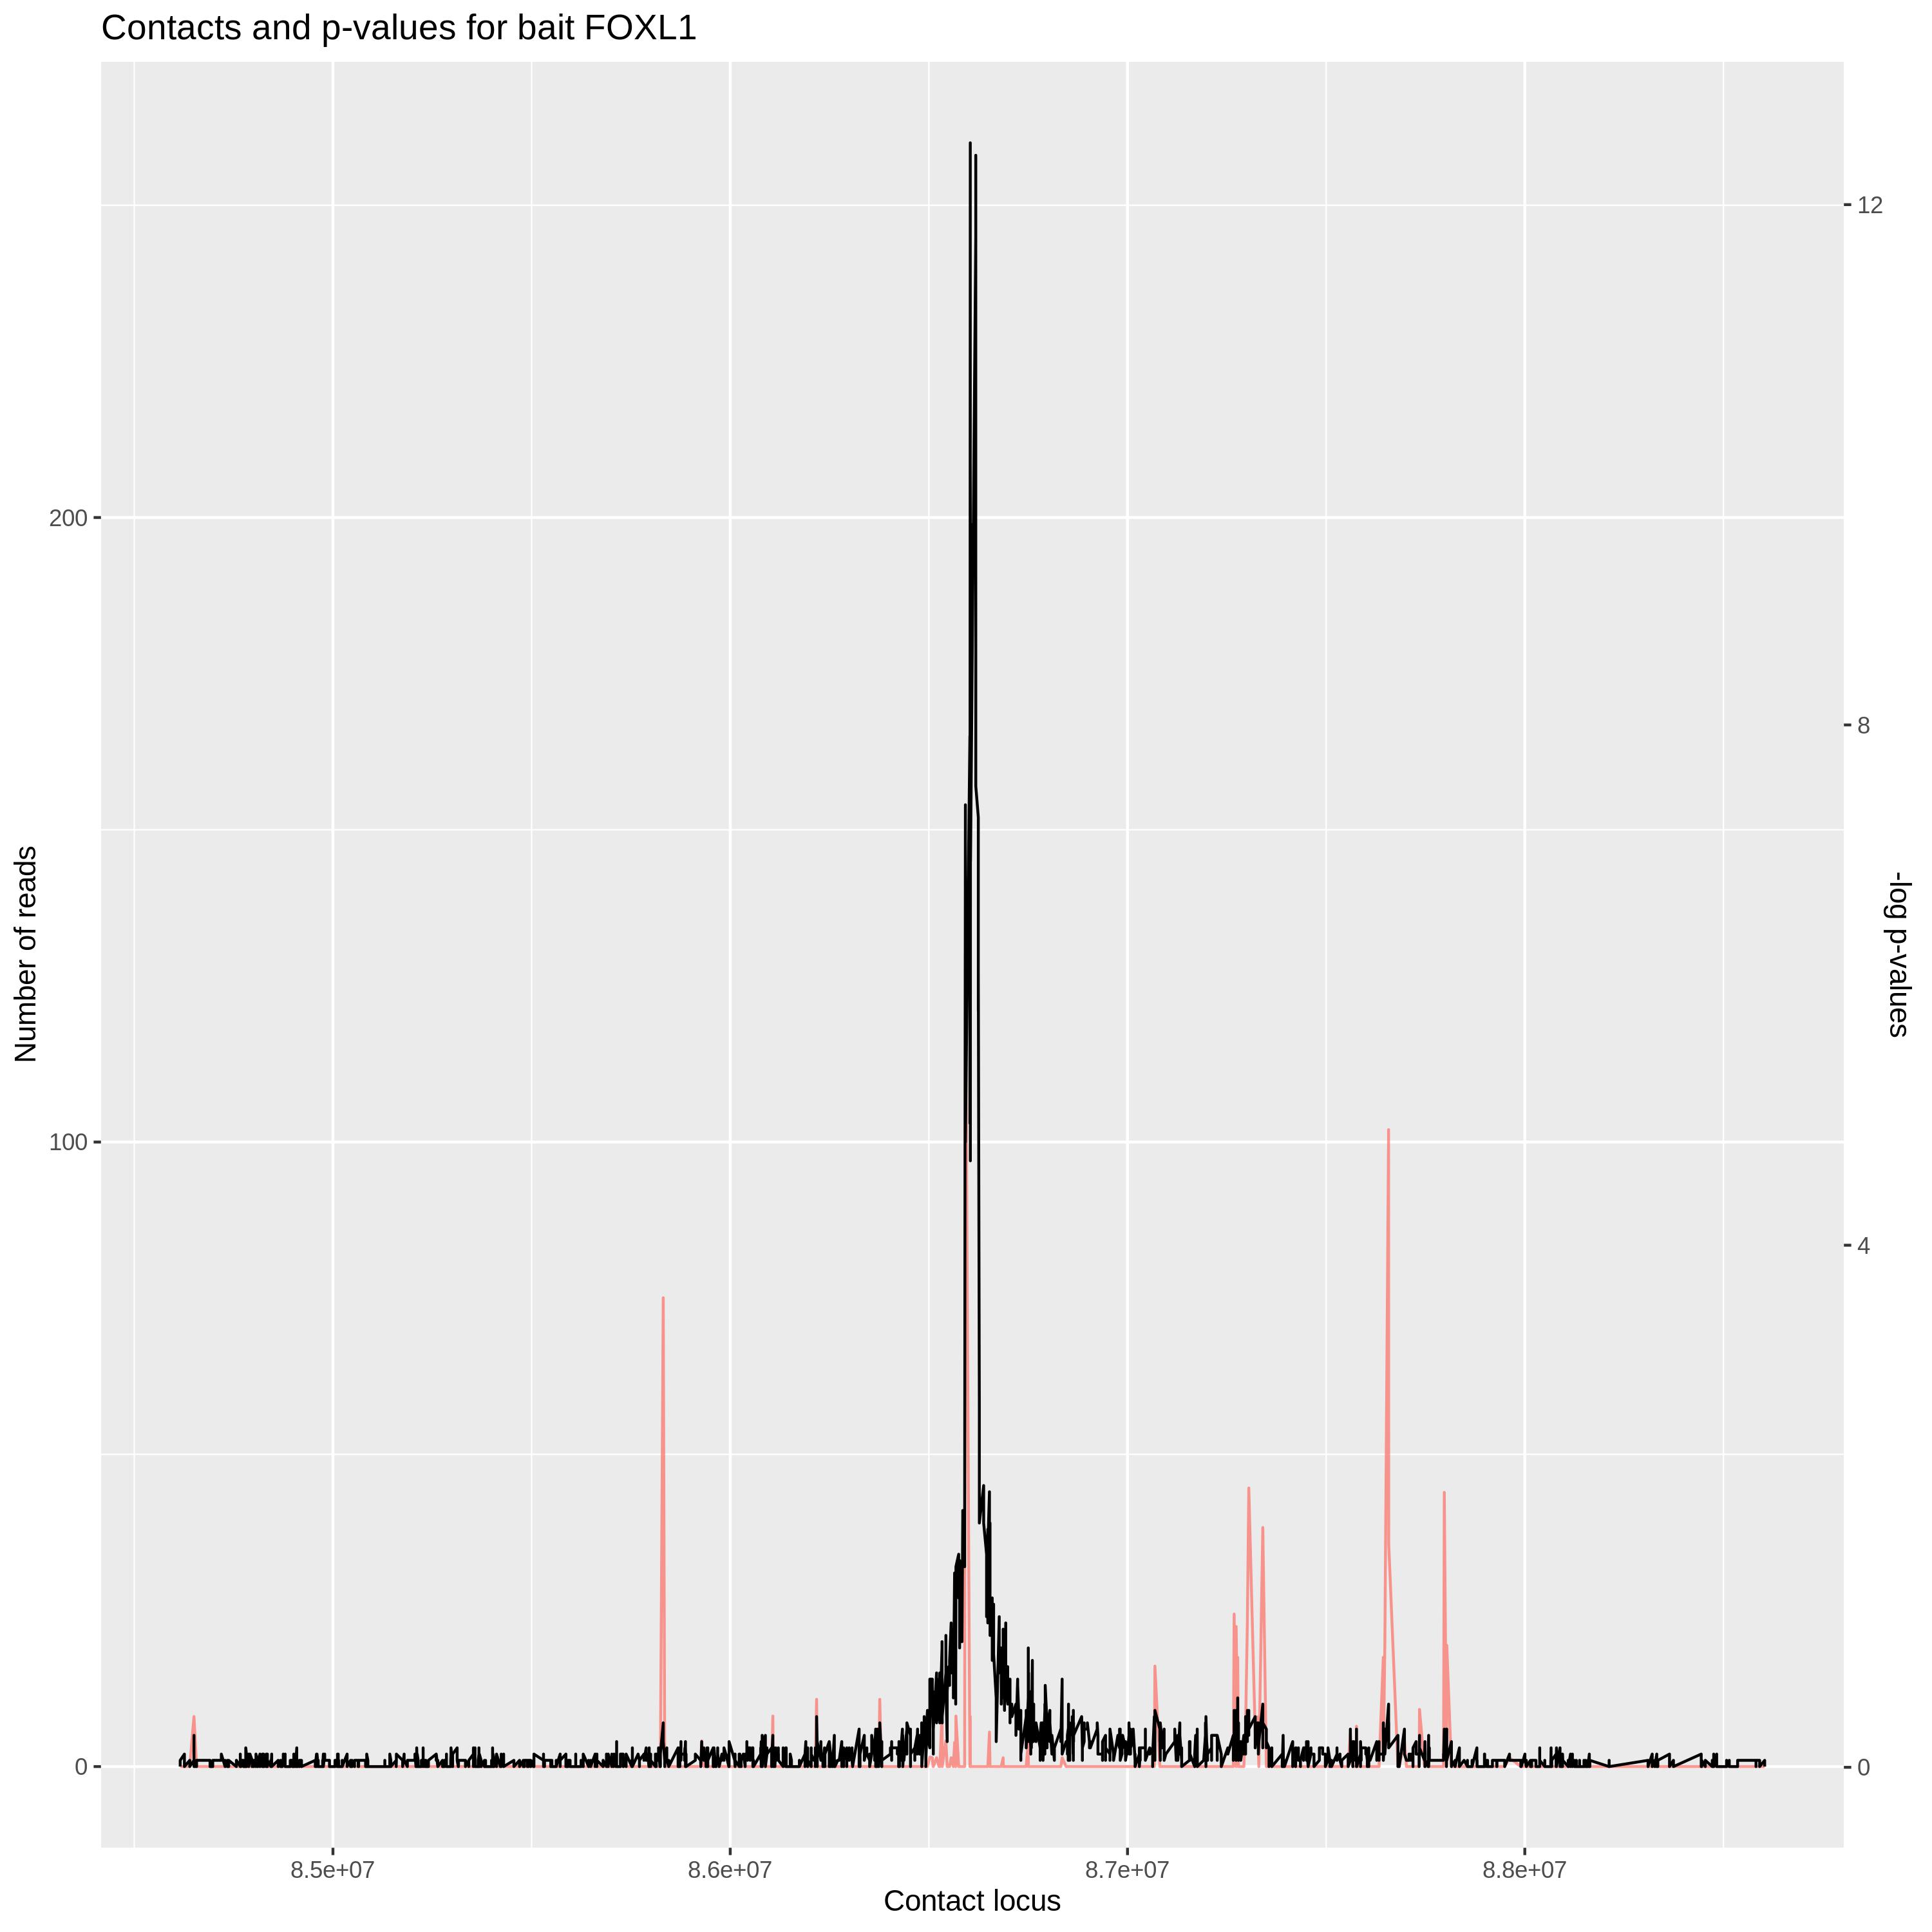 Contacts and p-values for bait FOXL1
12
200
8
Number of reads
-log p-values
100
4
0
0
8.5e+07
8.6e+07
8.7e+07
8.8e+07
Contact locus